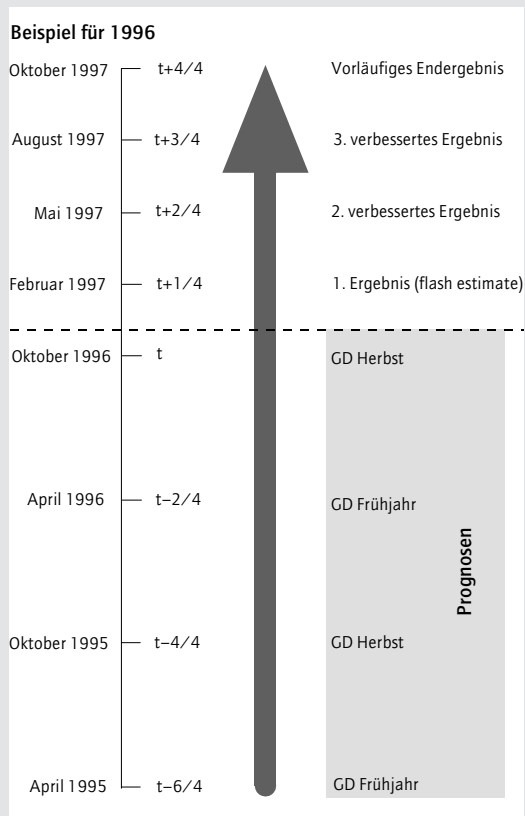 Beispiel für 1996
Oktober 1997 t+4/4 Vorläufiges Endergebnis
August 1997 t+3/4 3. verbessertes Ergebnis
Mai 1997 t+2/4 2. verbessertes Ergebnis
Februar 1997 t+1/4 1. Ergebnis (flash estimate)
Oktober 1996 t GD Herbst
April 1996 t–2/4 GD Frühjahr
Prognosen
Oktober 1995 t–4/4 GD Herbst
April 1995 t–6/4 GD Frühjahr